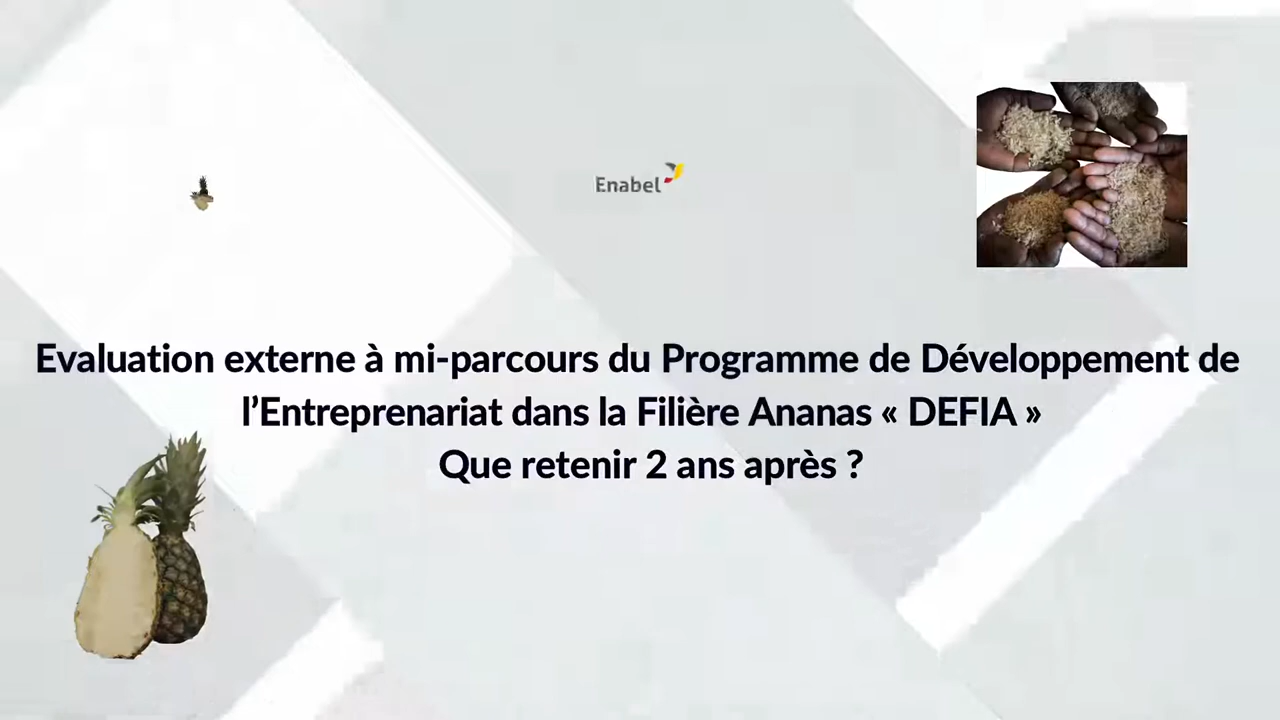 Enabel
Evaluation externe à mi-parcours du Programme de Développement de
l’Entreprenariat dans la Filière Ananas « DEFIA »
Que retenir 2 ans après ?